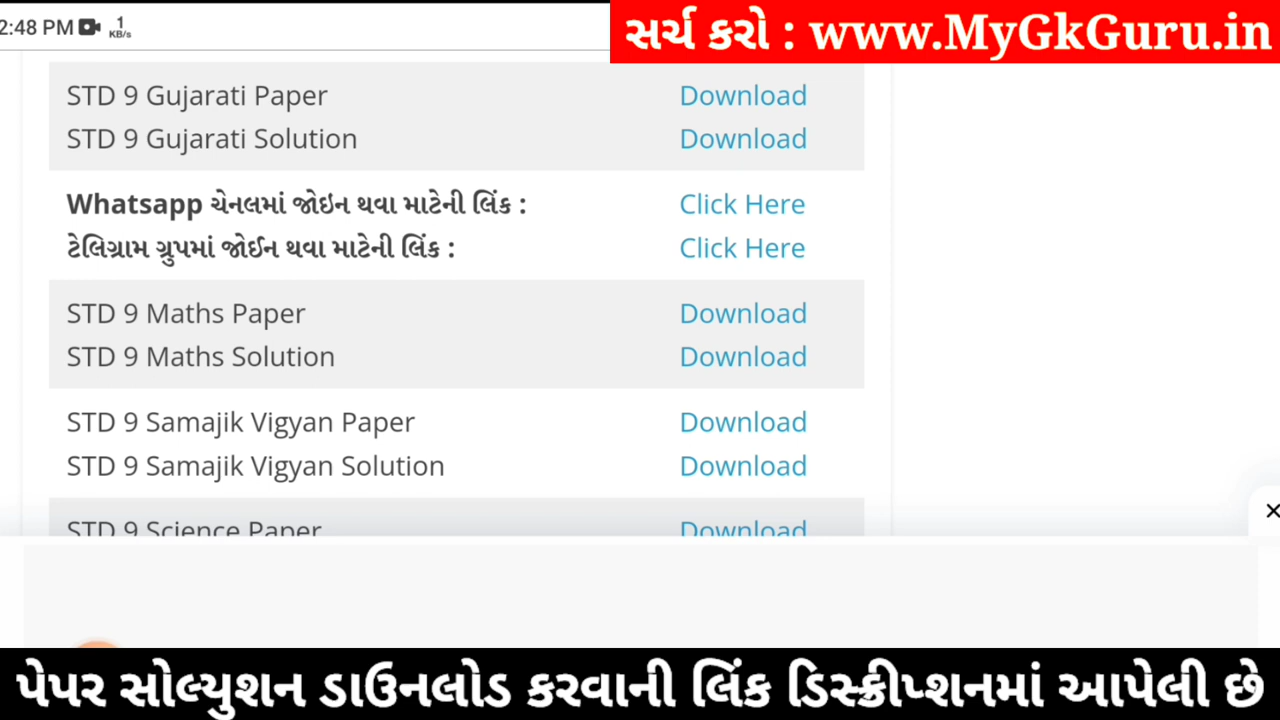 2:48 PM 1 KB/s
સર્ચ કરો : www.MyGkGuru.in
STD 9 Gujarati Paper Download
STD 9 Gujarati Solution Download
Whatsapp ચેનલમાં જોઇન થવા માટેની લિંક : Click Here
ટેલિગ્રામ ગ્રુપમાં જોઈન થવા માટેની લિંક : Click Here
STD 9 Maths Paper Download
STD 9 Maths Solution Download
STD 9 Samajik Vigyan Paper Download
STD 9 Samajik Vigyan Solution Download
STD 9 Science Paper Download
પેપર સોલ્યુશન ડાઉનલોડ કરવાની લિંક ડિસ્ક્રીપ્શનમાં આપેલી છે